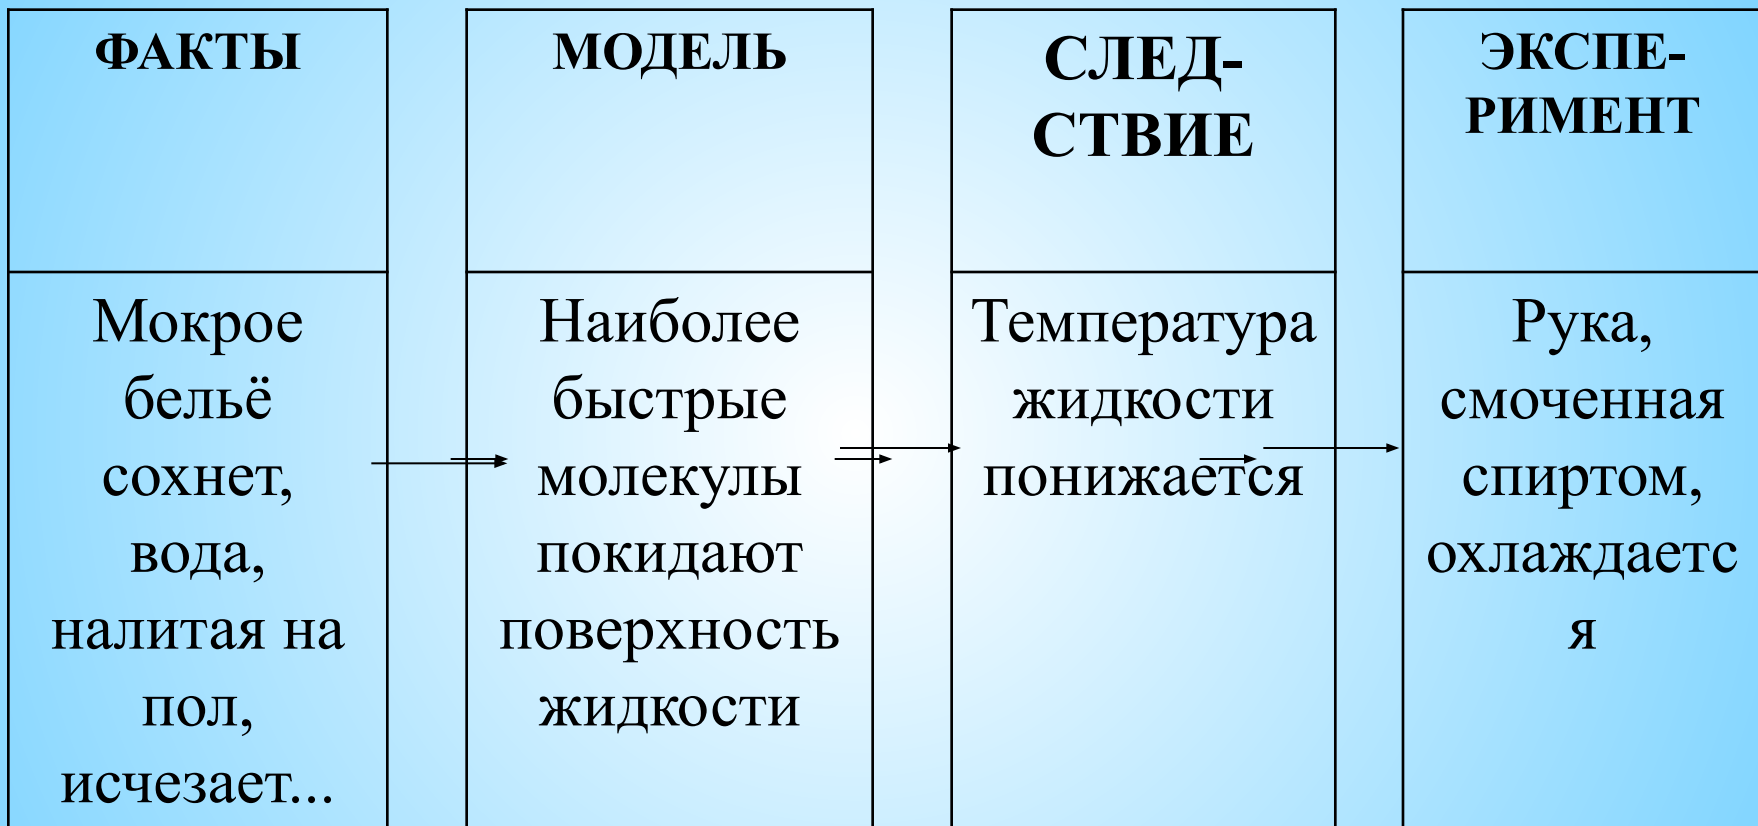 ФАКТЫ
Мокрое
бельё
сохнет,
вода,
налитая на
пол,
исчезает...
МОДЕЛЬ
Наиболее
быстрые
молекулы
покидают
поверхность
жидкости
СЛЕД-
СТВИЕ
Температура
жидкости
понижается
ЭКСПЕ-
РИМЕНТ
Рука,
смоченная
спиртом,
охлаждаетс
я